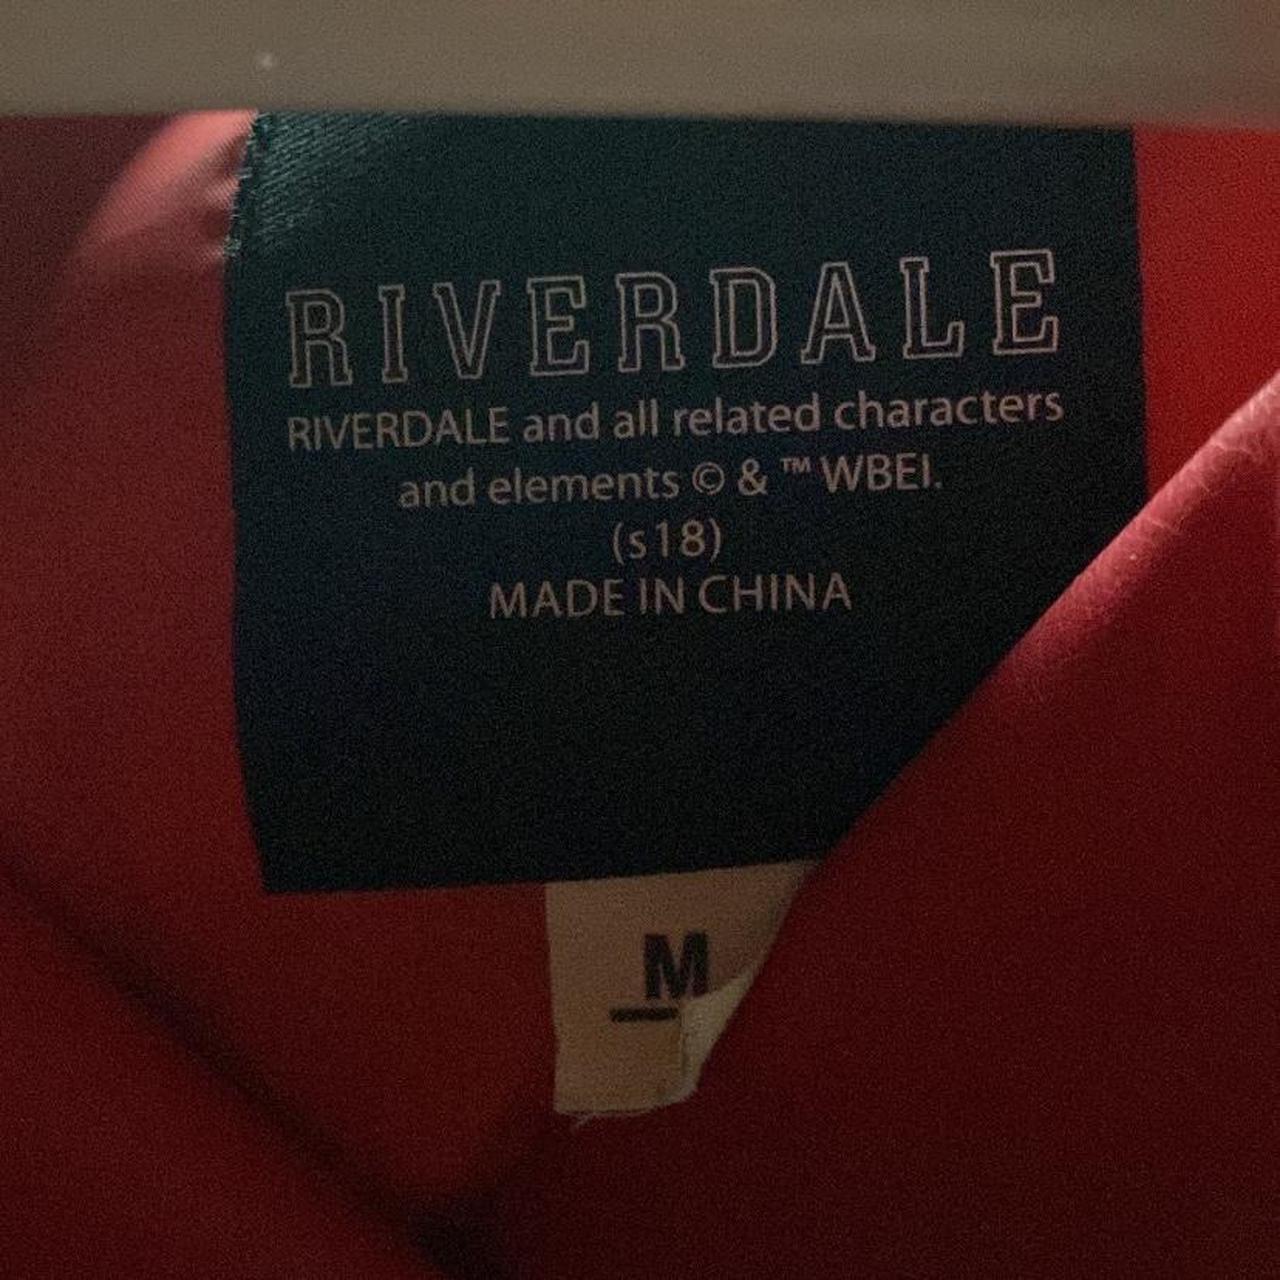 RIVERDALE
RIVERDALE and all related characters
and elements © & ™ WBEI.
(s18)
MADE IN CHINA
M